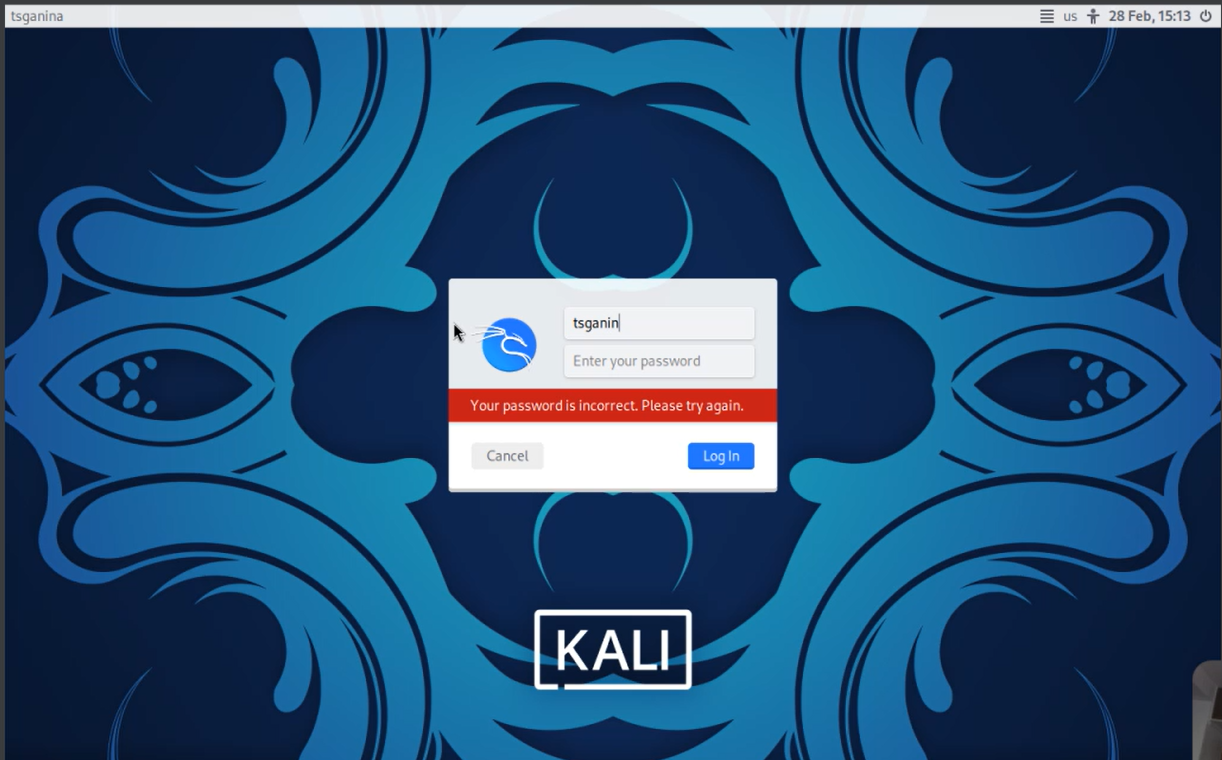 tsganina
us 28 Feb, 15:13
tsganin
Enter your password
Your password is incorrect. Please try again.
Cancel
Log In
KALI